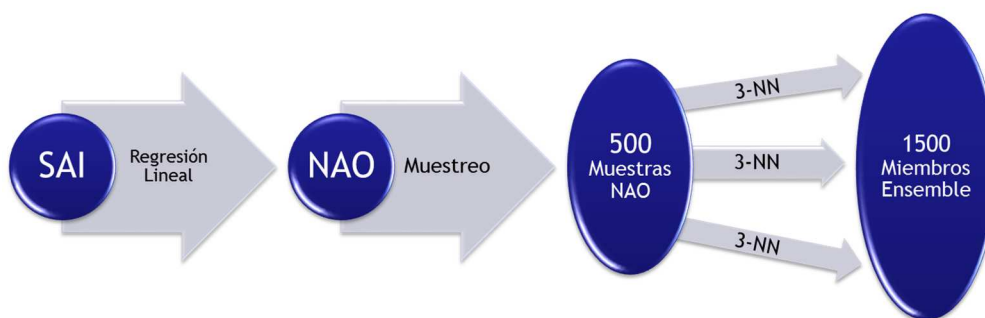 SAI
Regresión
Lineal
NAO
Muestreo
500
Muestras
NAO
3-NN
3-NN
3-NN
1500
Miembros
Ensemble